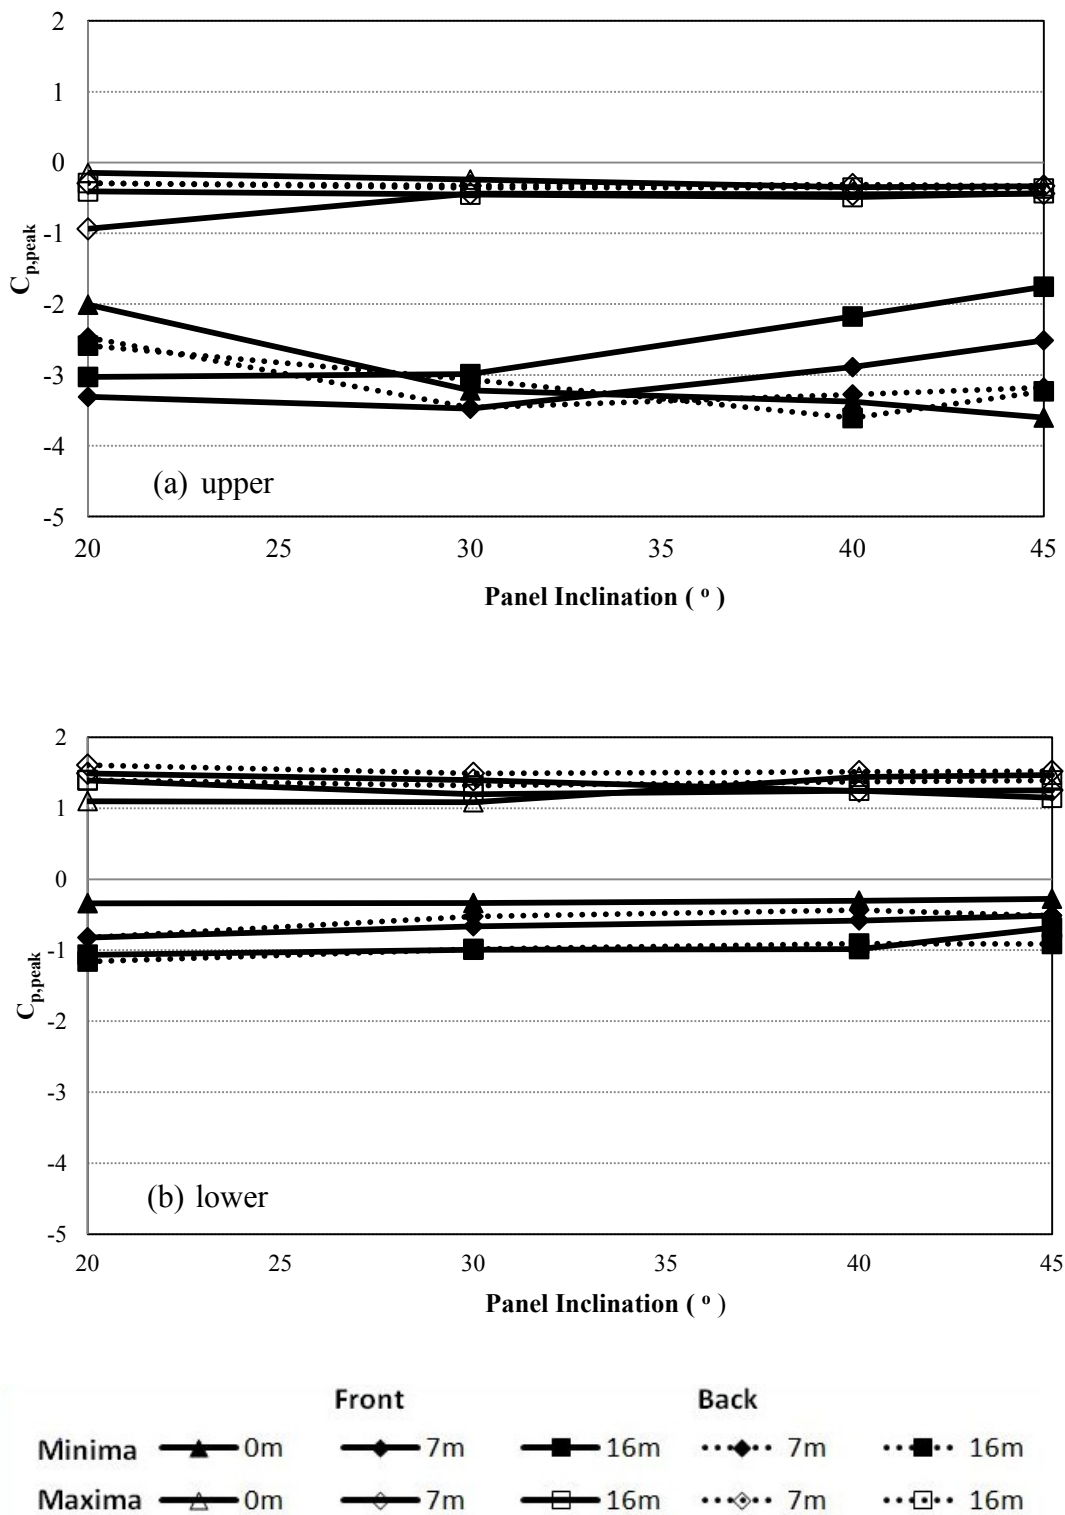 2
1
0
-1
-2
-3
-4
-5
C p,peak
(a) upper
20 25 30 35 40 45
Panel Inclination ( º )
2
1
0
-1
-2
-3
-4
-5
C p,peak
(b) lower
20 25 30 35 40 45
Panel Inclination ( º )
Front Back
Minima 0m 7m 16m 7m 16m
Maxima 0m 7m 16m 7m 16m